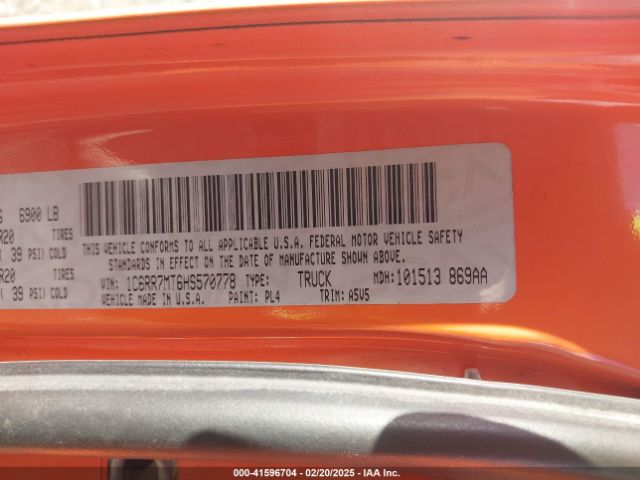 G 6900 LB
R20 TIRES
( 39 PSI) COLD
R20 TIRES
( 39 PSI) COLD
THIS VEHICLE CONFORMS TO ALL APPLICABLE U.S.A. FEDERAL MOTOR VEHICLE SAFETY
STANDARDS IN EFFECT ON THE DATE OF MANUFACTURE SHOWN ABOVE.
VIN: 1C6RR7MT6HS570778 TYPE: TRUCK MDH: 101513 869AA
VEHICLE MADE IN U.S.A. PAINT: PL4 TRIM: A5V5
000-41596704 | 02/20/2025 | IAA Inc.